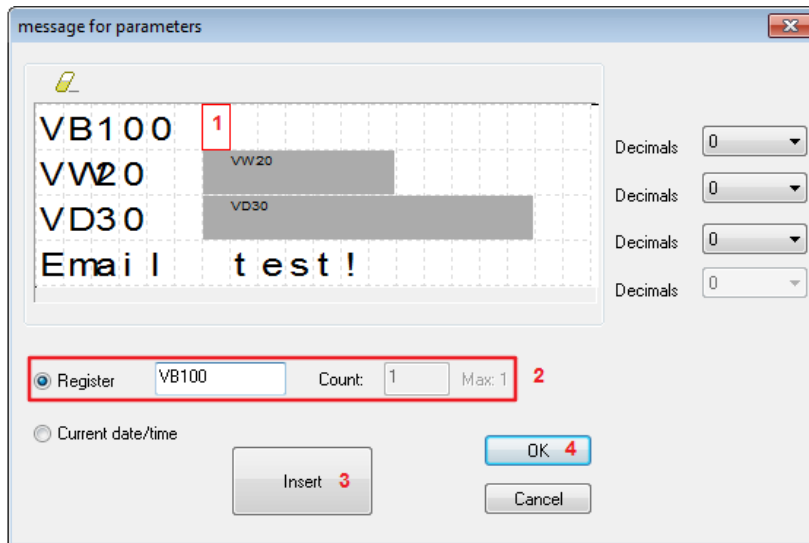 message for parameters
VB100 1
VW20 VW20
VD30 VD30
Email test!
Decimals 0
Decimals 0
Decimals 0
Decimals 0
Register VB100 Count: 1 Max: 1 2
Current date/time
Insert 3
OK 4
Cancel